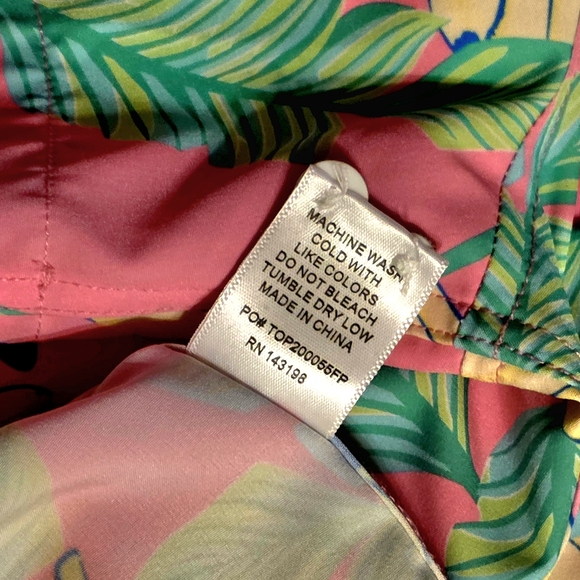 MACHINE WASH
COLD WITH
LIKE COLORS
DO NOT BLEACH
TUMBLE DRY LOW
MADE IN CHINA
PO# TOP200055FP
RN 143198